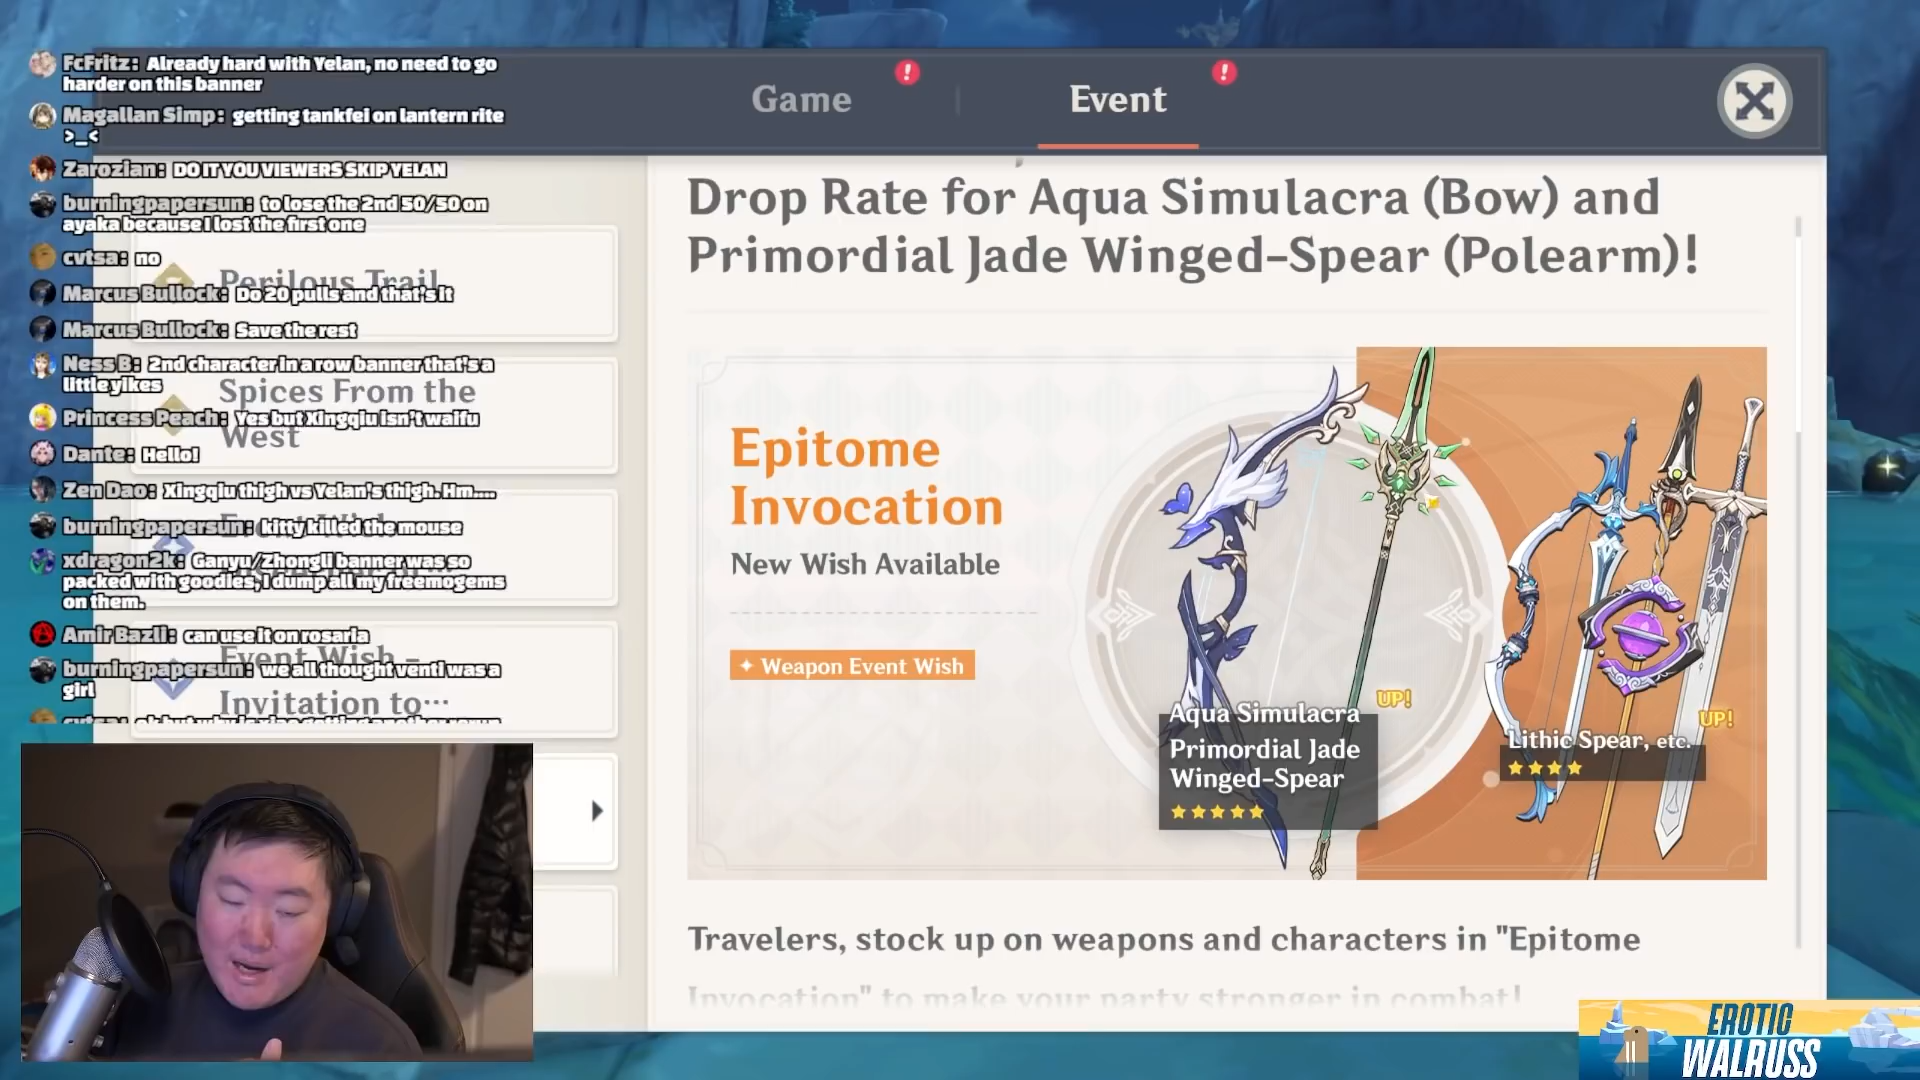 FcFritz: Already hard with Yelan, no need to go
harder on this banner
Magallan Simp: getting tankfei on lantern rite
>_<
Zarozian: DO IT YOU VIEWERS SKIP YELAN
burningpapersun: to lose the 2nd 50/50 on
ayaka because I lost the first one
cvtsa: no
Marcus Bullock: Do 20 pulls and that's it
Marcus Bullock: Save the rest
Ness B: 2nd character in a row banner that's a
little yikes
Princess Peach: Yes but Xingqiu isn't waifu
Dante: Hello!
Zen Dao: Xingqiu thigh vs Yelan's thigh. Hm....
burningpapersun: kitty killed the mouse
xdragon2k: Ganyu/Zhongli banner was so
packed with goodies, I dump all my freemogems
on them.
Amir Bazli: can use it on rosaria
burningpapersun: we all thought venti was a
girl
Perilous Trail
Spices From the
West
Event Wish -
Invitation to...
Game
Event
Drop Rate for Aqua Simulacra (Bow) and
Primordial Jade Winged-Spear (Polearm)!
Epitome
Invocation
New Wish Available
Weapon Event Wish
UP!
Aqua Simulacra
Primordial Jade
Winged-Spear
UP!
Lithic Spear, etc.
Travelers, stock up on weapons and characters in "Epitome
Invocation" to make your party stronger in combat!
EROTIC
WALRUSS